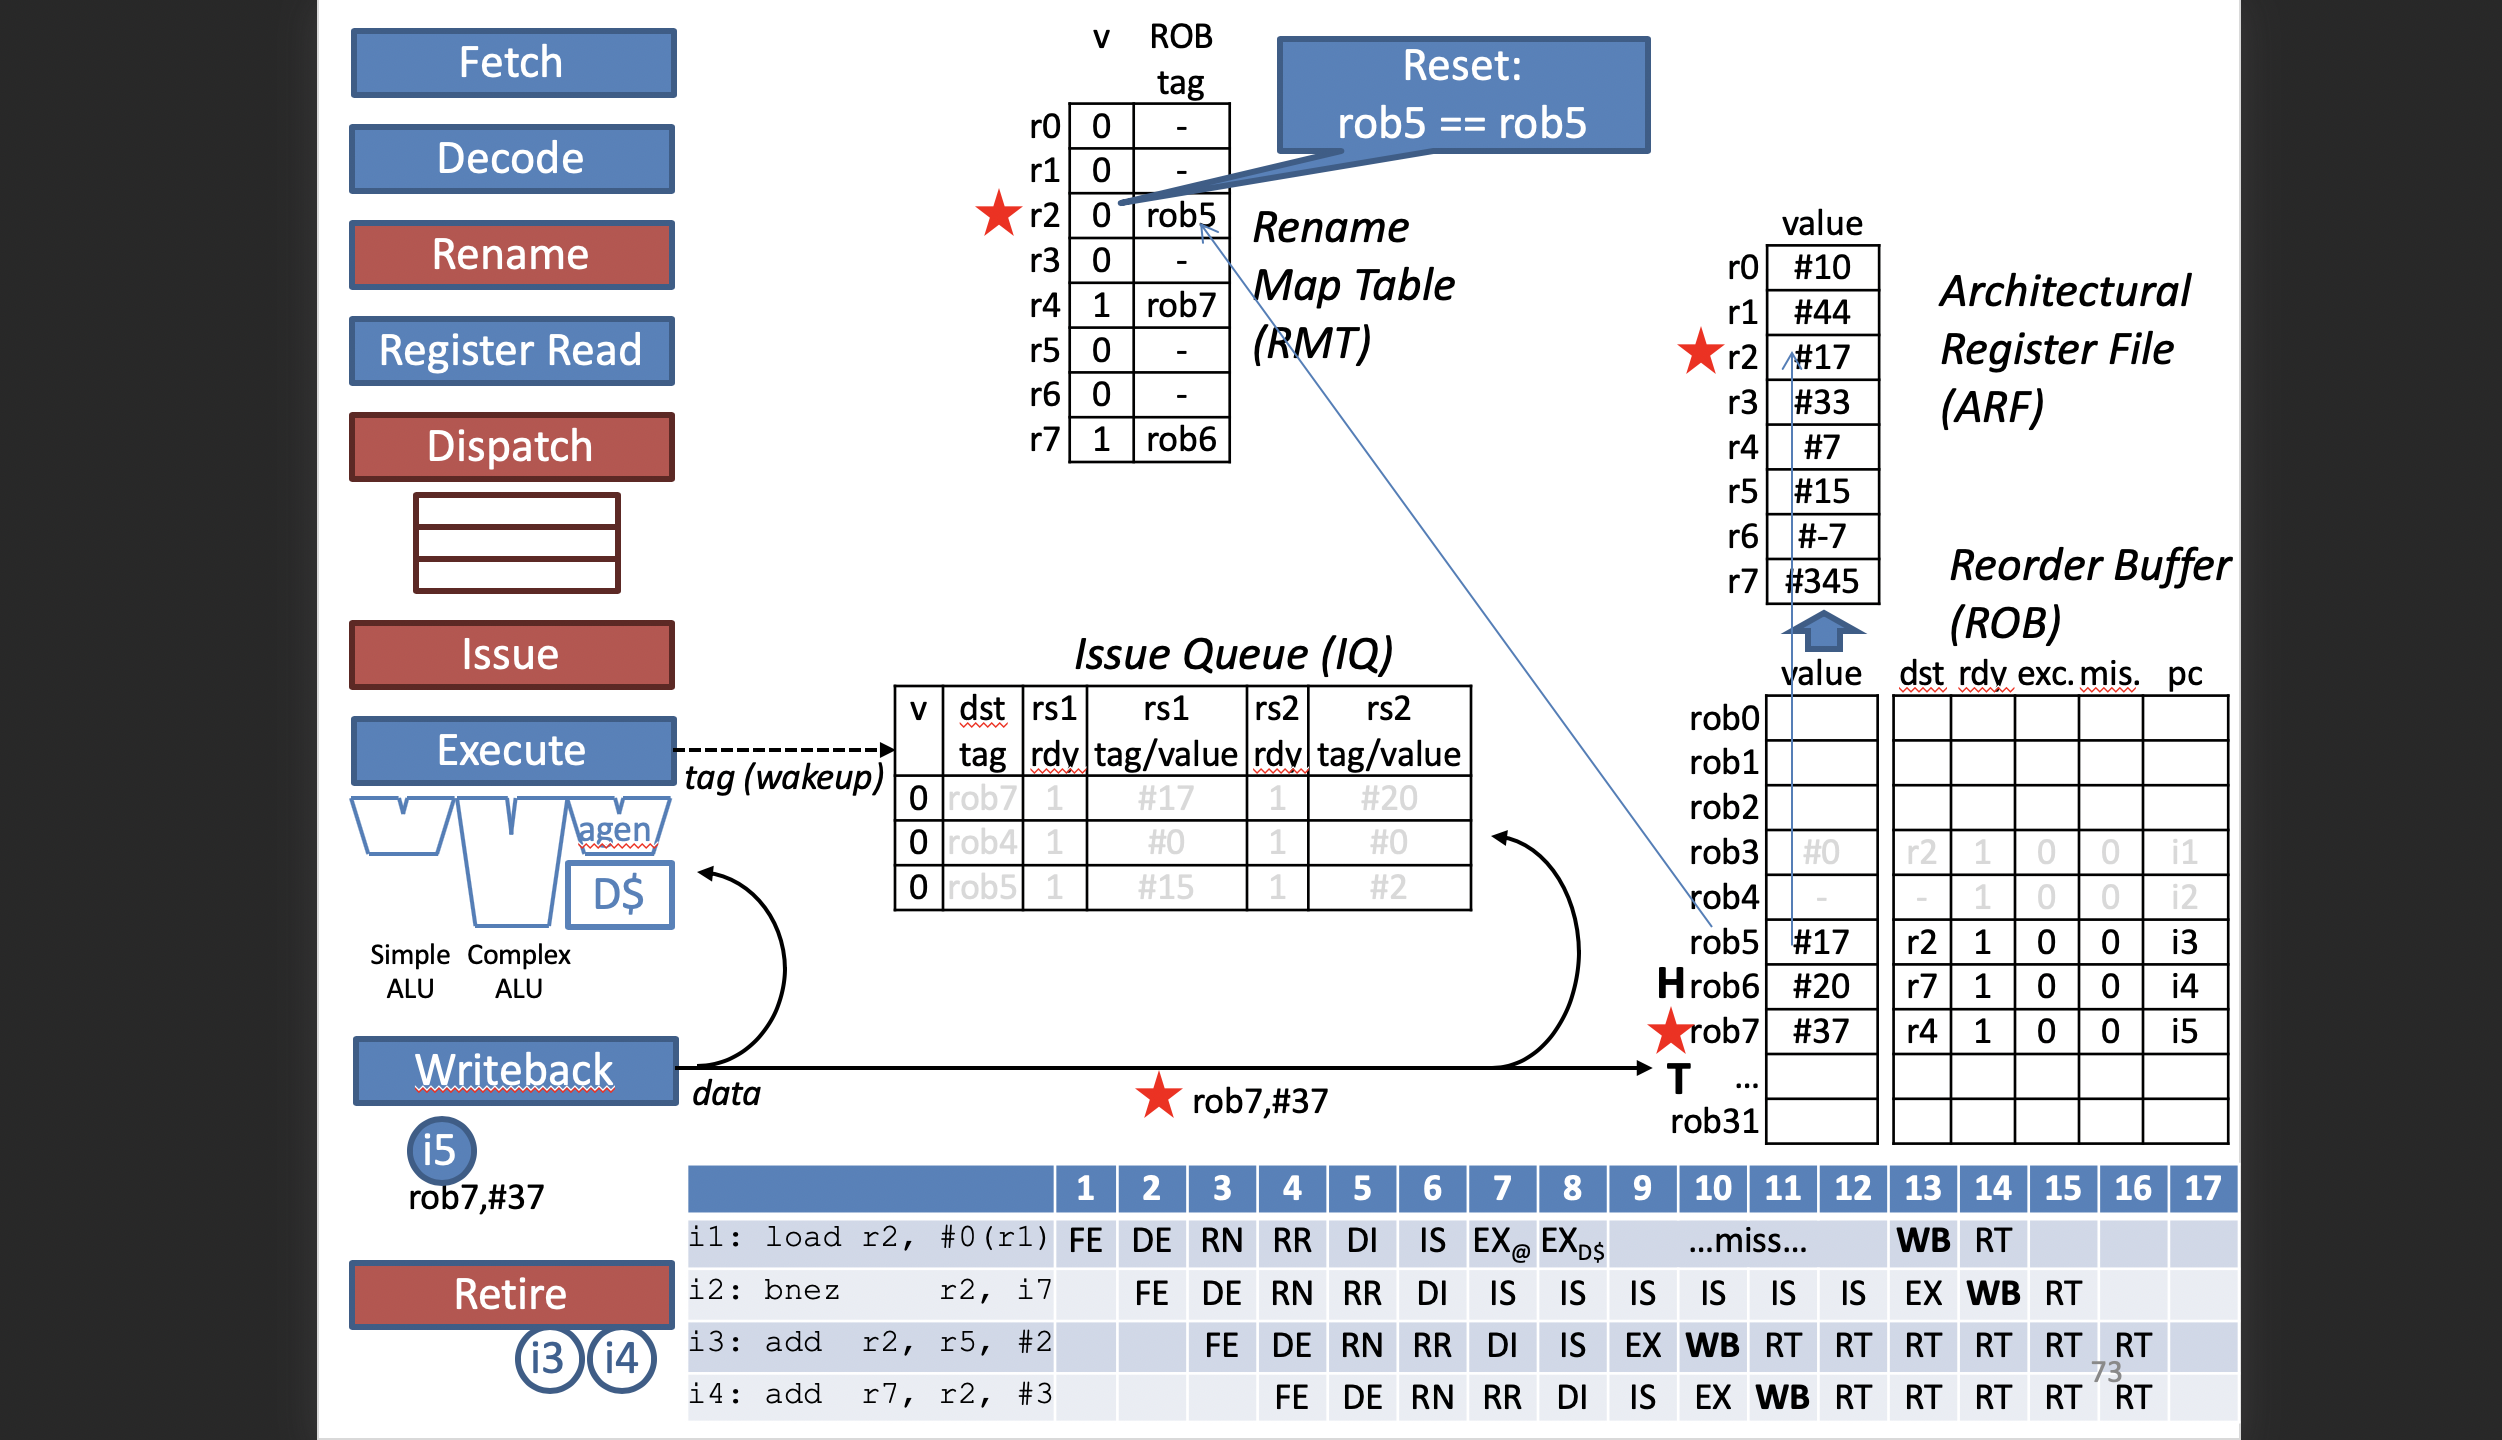 Fetch
Decode
Rename
Register Read
Dispatch
Issue
Execute
tag (wakeup)
agen
D$
Simple ALU
Complex ALU
Writeback
data
i5
rob7,#37
Retire
i3 i4
v ROB tag
r0 0 -
r1 0 -
r2 0 rob5
r3 0 -
r4 1 rob7
r5 0 -
r6 0 -
r7 1 rob6
Reset:
rob5 == rob5
Rename
Map Table
(RMT)
value
r0 #10
r1 #44
r2 #17
r3 #33
r4 #7
r5 #15
r6 #-7
r7 #345
Architectural
Register File
(ARF)
Issue Queue (IQ)
v dst rs1 rs1 rs2 rs2
tag rdy tag/value rdy tag/value
0 rob7 1 #17 1 #20
0 rob4 1 #0 1 #0
0 rob5 1 #15 1 #2
rob7,#37
Reorder Buffer
(ROB)
value dst rdy exc. mis. pc
rob0
rob1
rob2
rob3 #0 r2 1 0 0 i1
rob4 - - 1 0 0 i2
rob5 #17 r2 1 0 0 i3
H rob6 #20 r7 1 0 0 i4
rob7 #37 r4 1 0 0 i5
T ...
rob31
1 2 3 4 5 6 7 8 9 10 11 12 13 14 15 16 17
i1: load r2, #0(r1) FE DE RN RR DI IS EX@ EXD$ ...miss... WB RT
i2: bnez r2, i7 FE DE RN RR DI IS IS IS IS IS IS EX WB RT
i3: add r2, r5, #2 FE DE RN RR DI IS EX WB RT RT RT RT RT RT
i4: add r7, r2, #3 FE DE RN RR DI IS EX WB RT RT RT RT RT
73